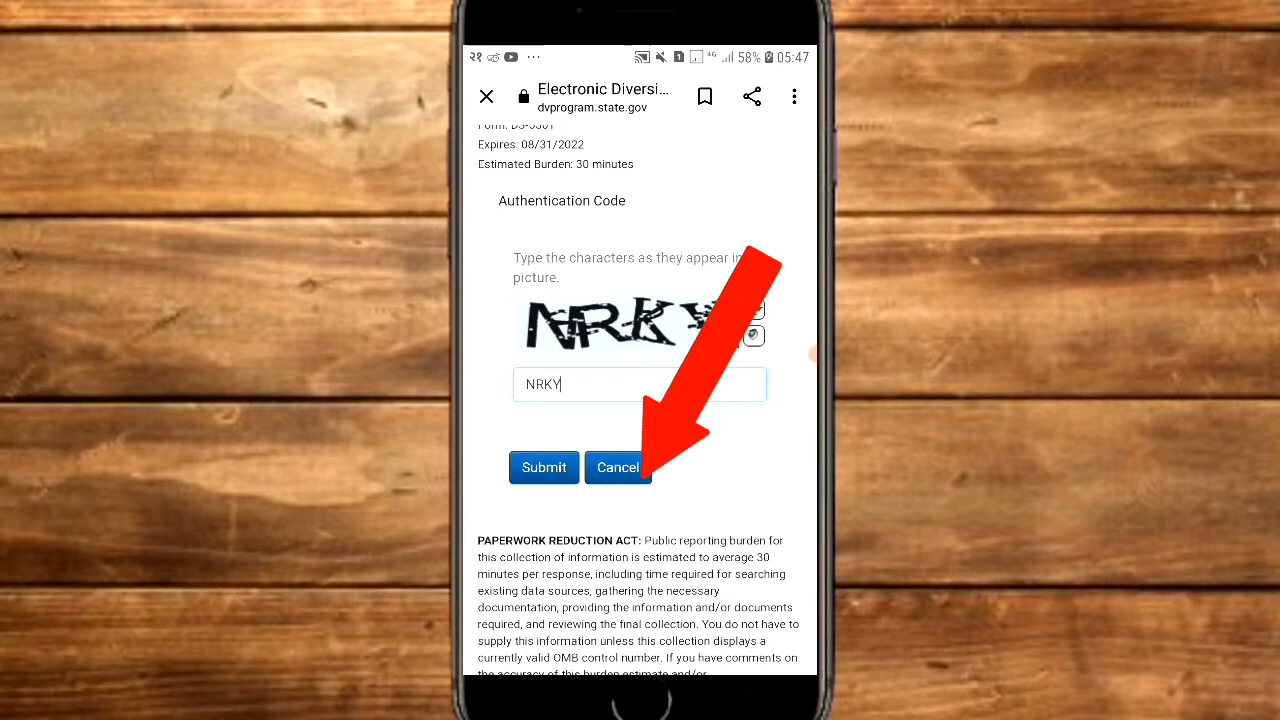 २१ ... 1 4G 58% 05:47
Electronic Diversi...
dvprogram.state.gov
Form: DS-5501
Expires: 08/31/2022
Estimated Burden: 30 minutes
Authentication Code
Type the characters as they appear in
picture.
NRKY
NRKY
Submit Cancel
PAPERWORK REDUCTION ACT: Public reporting burden for
this collection of information is estimated to average 30
minutes per response, including time required for searching
existing data sources, gathering the necessary
documentation, providing the information and/or documents
required, and reviewing the final collection. You do not have to
supply this information unless this collection displays a
currently valid OMB control number. If you have comments on
the accuracy of this burden estimate and/or